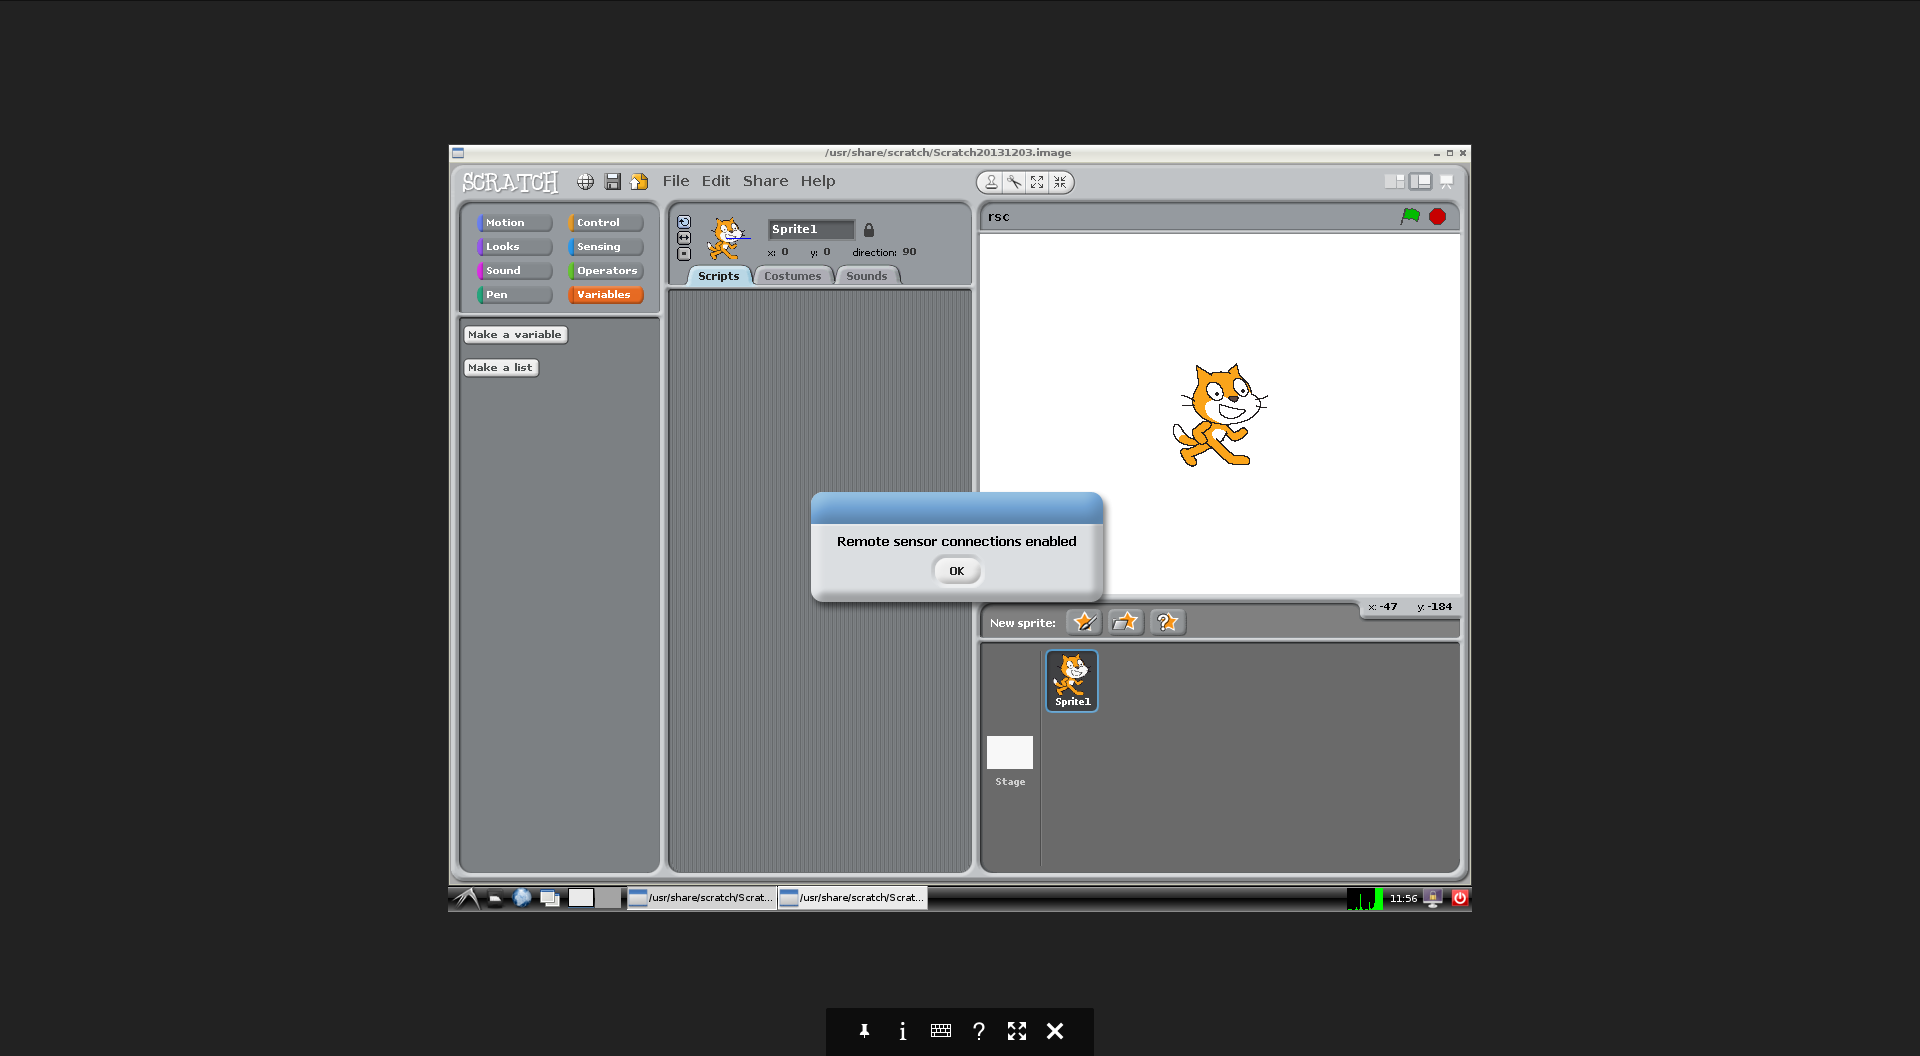 /usr/share/scratch/Scratch20131203.image
SCRATCH File Edit Share Help
Motion Control
Looks Sensing
Sound Operators
Pen Variables
Make a variable
Make a list
Sprite1
x: 0 y: 0 direction: 90
Scripts Costumes Sounds
rsc
Remote sensor connections enabled
OK
x: -47 y: -184
New sprite:
Sprite1
Stage
/usr/share/scratch/Scrat... /usr/share/scratch/Scrat... 11:56